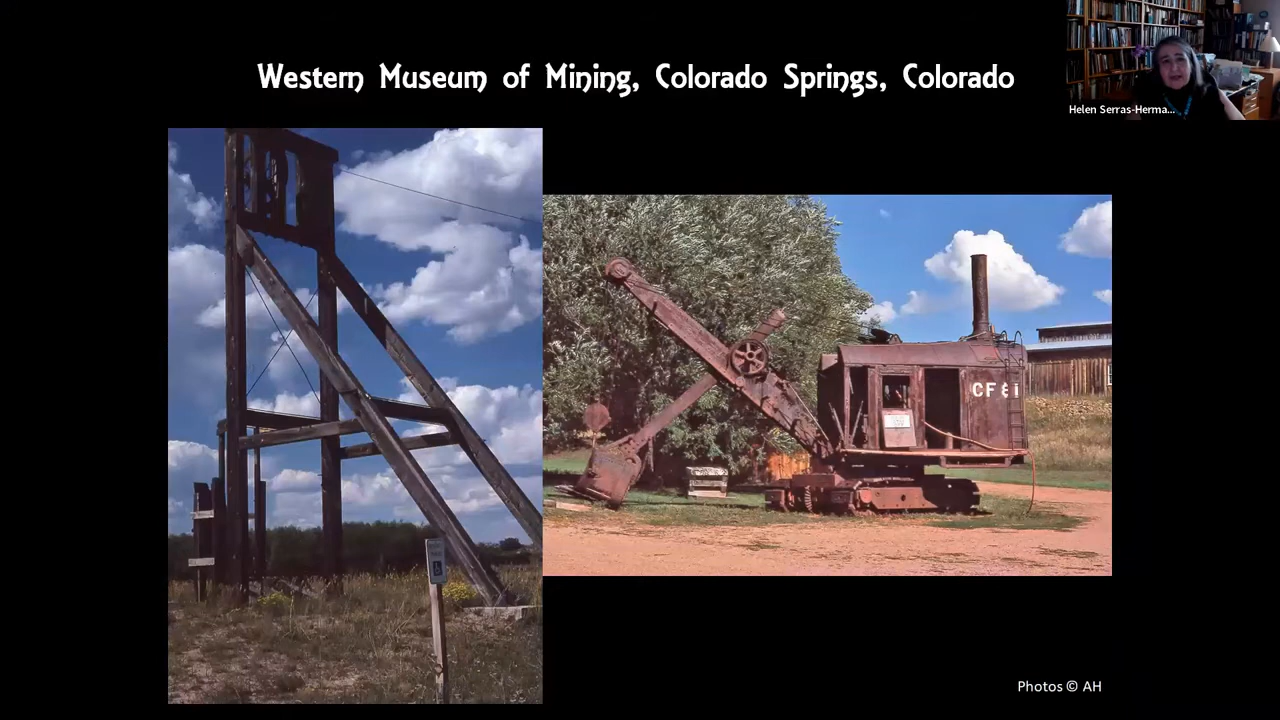 Western Museum of Mining, Colorado Springs, Colorado
Helen Serras-Herma...
CF&I
Photos © AH